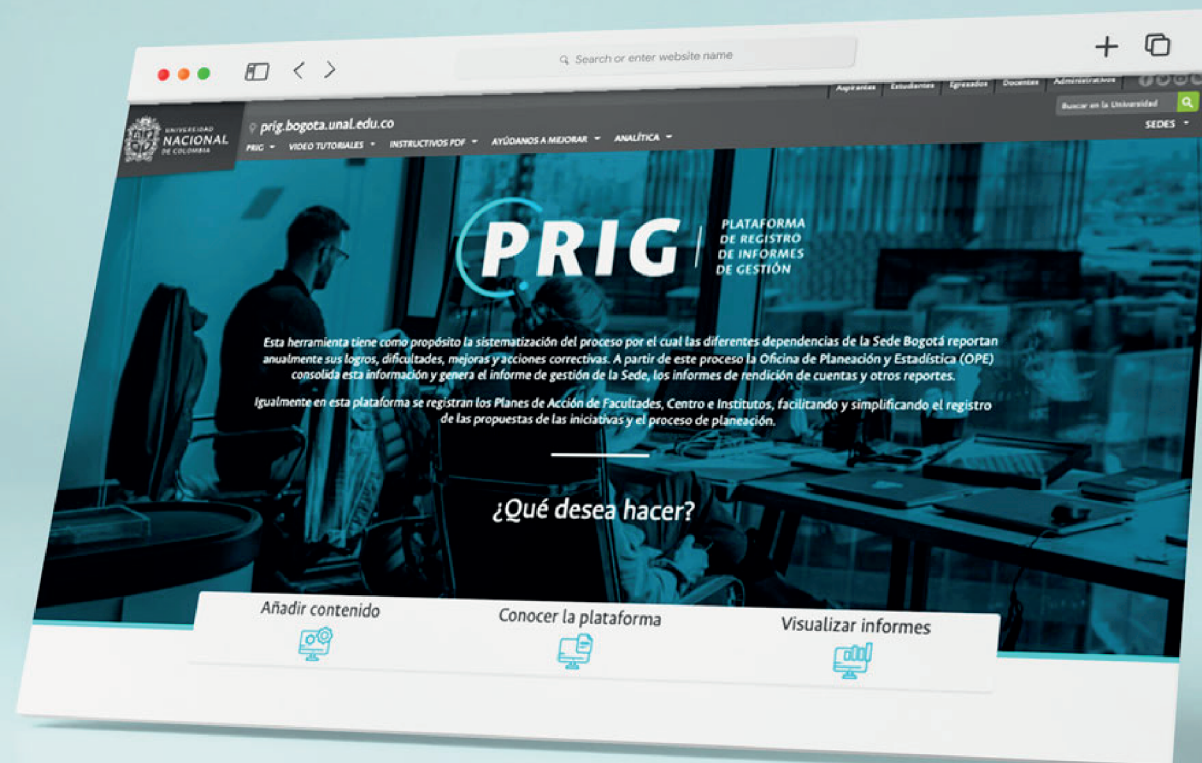 Search or enter website name
Aspirantes Estudiantes Egresados Docentes Administrativos
Buscar en la Universidad
SEDES
UNIVERSIDAD
NACIONAL
DE COLOMBIA
prig.bogota.unal.edu.co
PRIG VIDEO TUTORIALES INSTRUCTIVOS PDF AYÚDANOS A MEJORAR ANALÍTICA
PRIG
PLATAFORMA
DE REGISTRO
DE INFORMES
DE GESTIÓN
Esta herramienta tiene como propósito la sistematización del proceso por el cual las diferentes dependencias de la Sede Bogotá reportan
anualmente sus logros, dificultades, mejoras y acciones correctivas. A partir de este proceso la Oficina de Planeación y Estadística (OPE)
consolida esta información y genera el informe de gestión de la Sede, los informes de rendición de cuentas y otros reportes.
Igualmente en esta plataforma se registran los Planes de Acción de Facultades, Centro e Institutos, facilitando y simplificando el registro
de las propuestas de las iniciativas y el proceso de planeación.
¿Qué desea hacer?
Añadir contenido
Conocer la plataforma
Visualizar informes